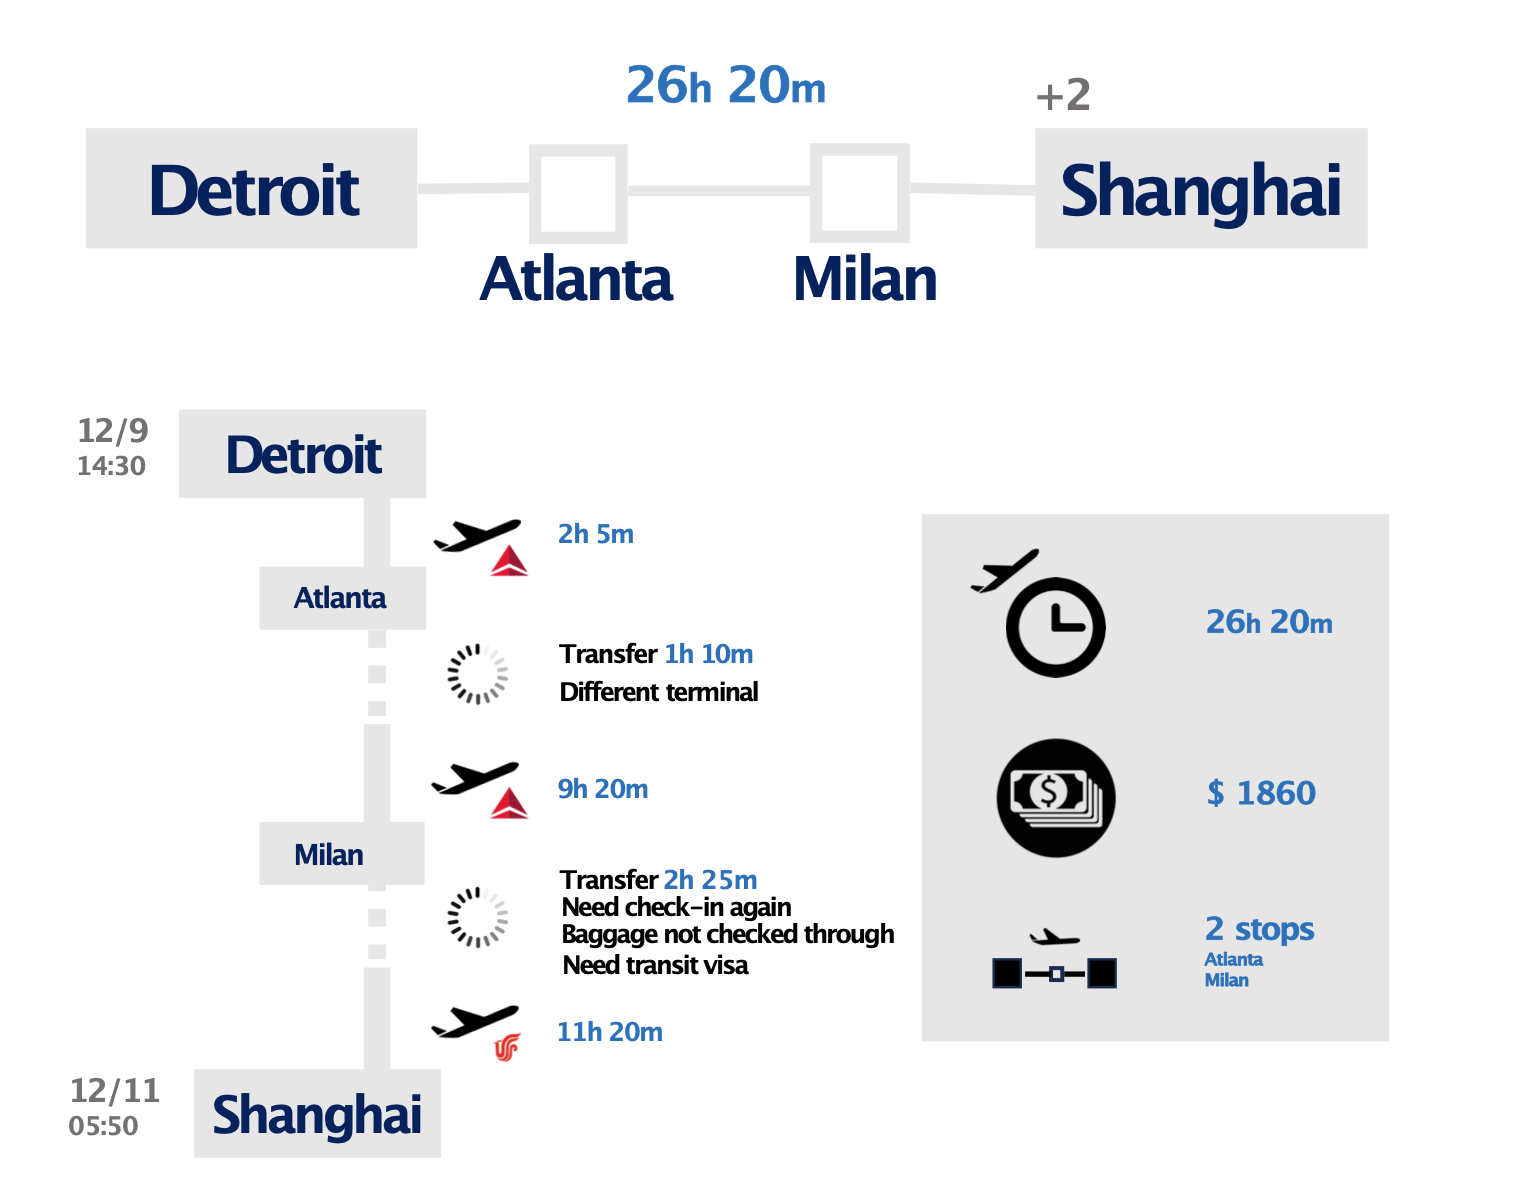 26h 20m
+2
Detroit
Shanghai
Atlanta
Milan
12/9
14:30
Detroit
2h 5m
Atlanta
Transfer 1h 10m
Different terminal
9h 20m
Milan
Transfer 2h 25m
Need check-in again
Baggage not checked through
Need transit visa
11h 20m
12/11
05:50
Shanghai
26h 20m
$ 1860
2 stops
Atlanta
Milan